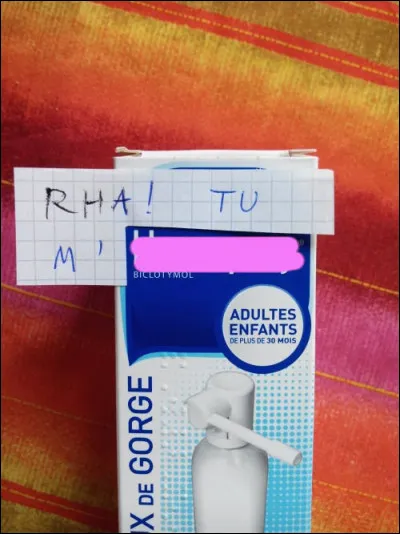 RHA! TU
M'
BICLOTYMOL
ADULTES
ENFANTS
DE PLUS DE 30 MOIS
X DE GORGE